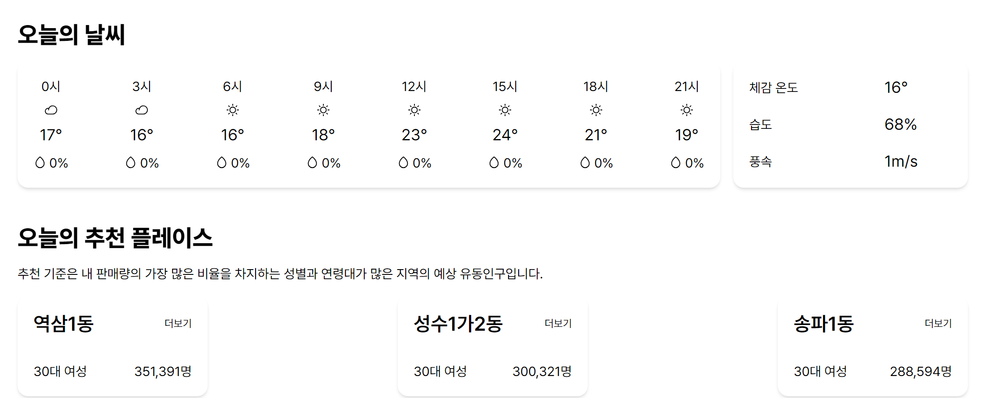 오늘의 날씨
0시 3시 6시 9시 12시 15시 18시 21시
17° 16° 16° 18° 23° 24° 21° 19°
0% 0% 0% 0% 0% 0% 0% 0%
체감 온도 16°
습도 68%
풍속 1m/s
오늘의 추천 플레이스
추천 기준은 내 판매량의 가장 많은 비율을 차지하는 성별과 연령대가 많은 지역의 예상 유동인구입니다.
역삼1동 더보기
30대 여성 351,391명
성수1가2동 더보기
30대 여성 300,321명
송파1동 더보기
30대 여성 288,594명